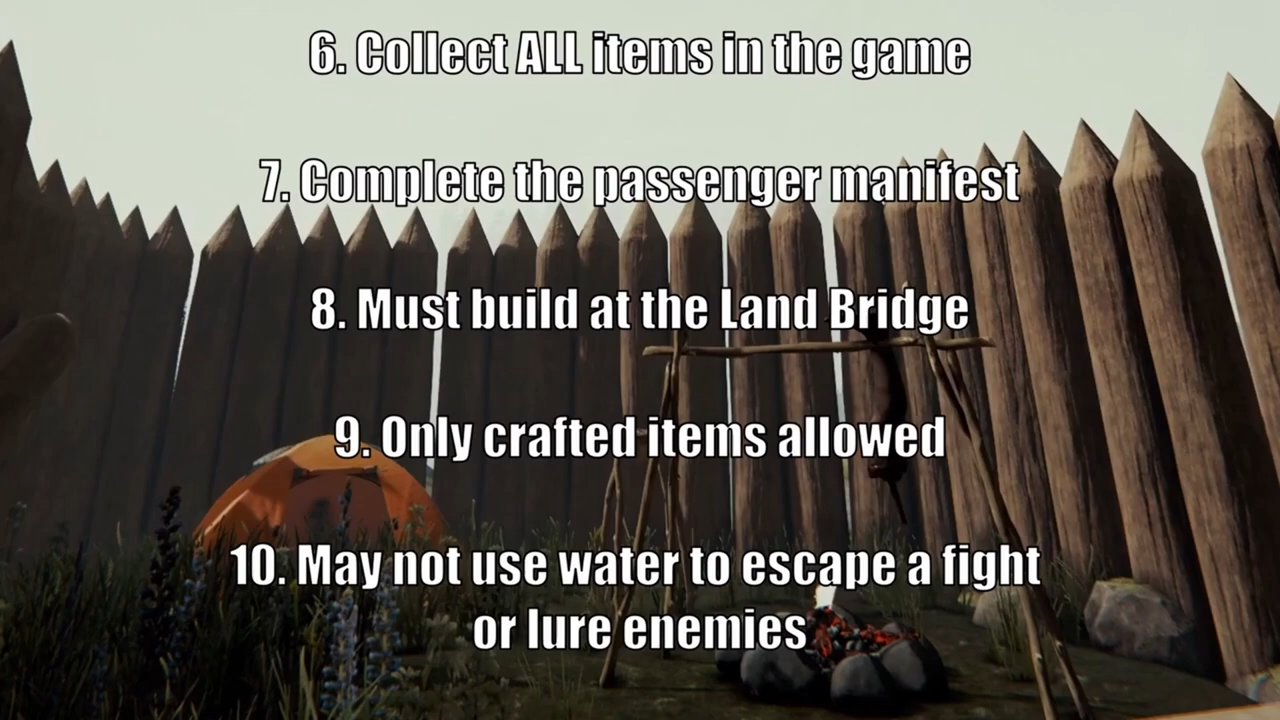 6. Collect ALL items in the game
7. Complete the passenger manifest
8. Must build at the Land Bridge
9. Only crafted items allowed
10. May not use water to escape a fight
or lure enemies